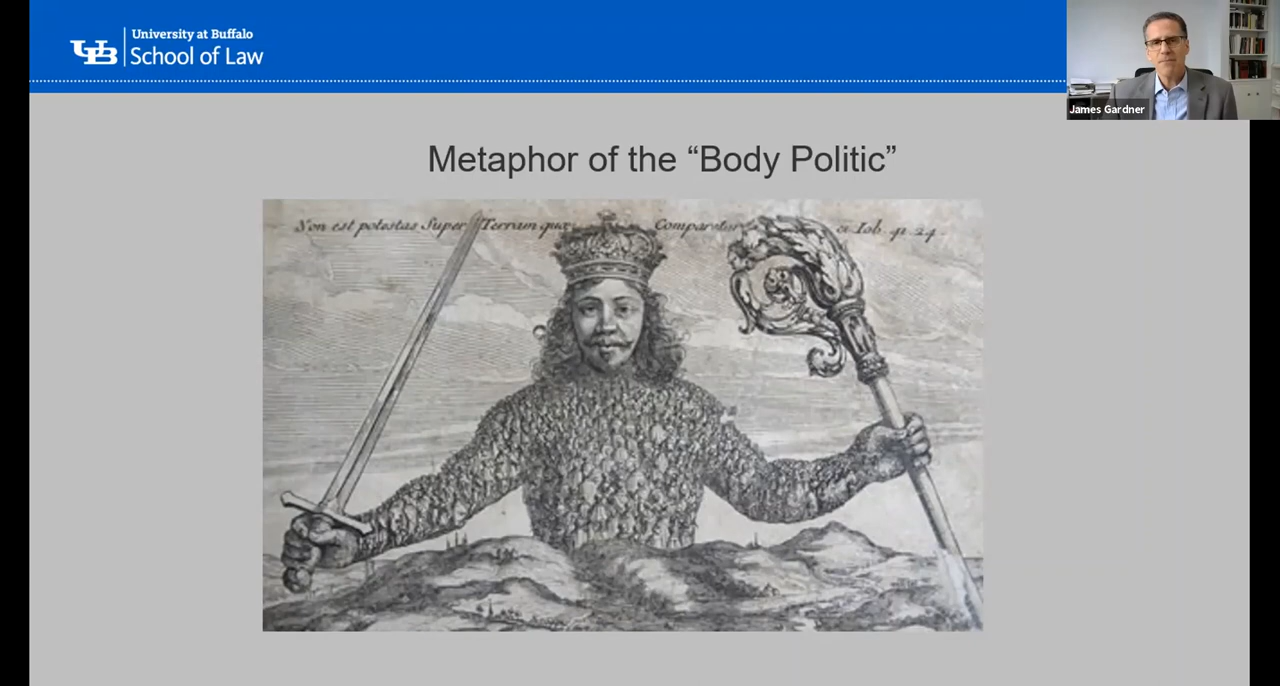 University at Buffalo
UB School of Law
James Gardner
Metaphor of the “Body Politic”
Non est potestas Super Terram quæ Comparetur ei Iob. 41. 24.